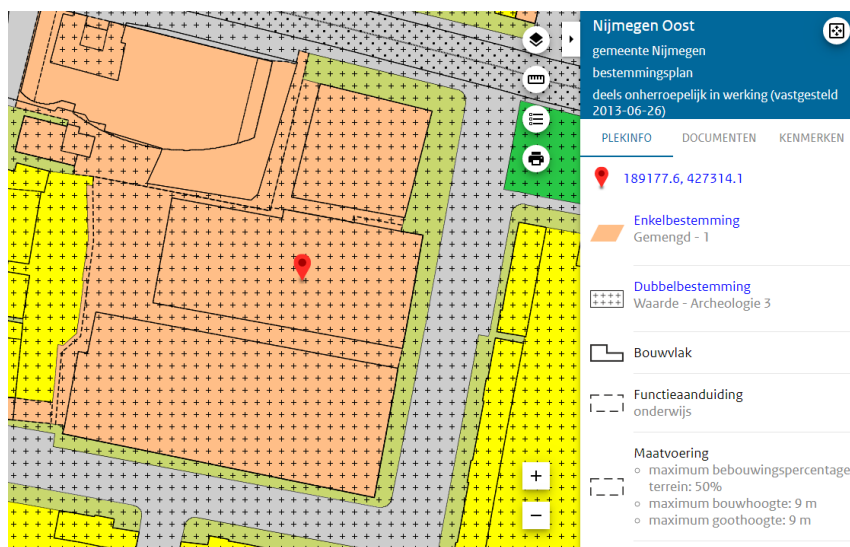 Nijmegen Oost
gemeente Nijmegen
bestemmingsplan
deels onherroepelijk in werking (vastgesteld
2013-06-26)
PLEKINFO DOCUMENTEN KENMERKEN
189177.6, 427314.1
Enkelbestemming
Gemengd - 1
Dubbelbestemming
Waarde - Archeologie 3
Bouwvlak
Functieaanduiding
onderwijs
Maatvoering
maximum bebouwingspercentage
terrein: 50%
maximum bouwhoogte: 9 m
maximum goothoogte: 9 m